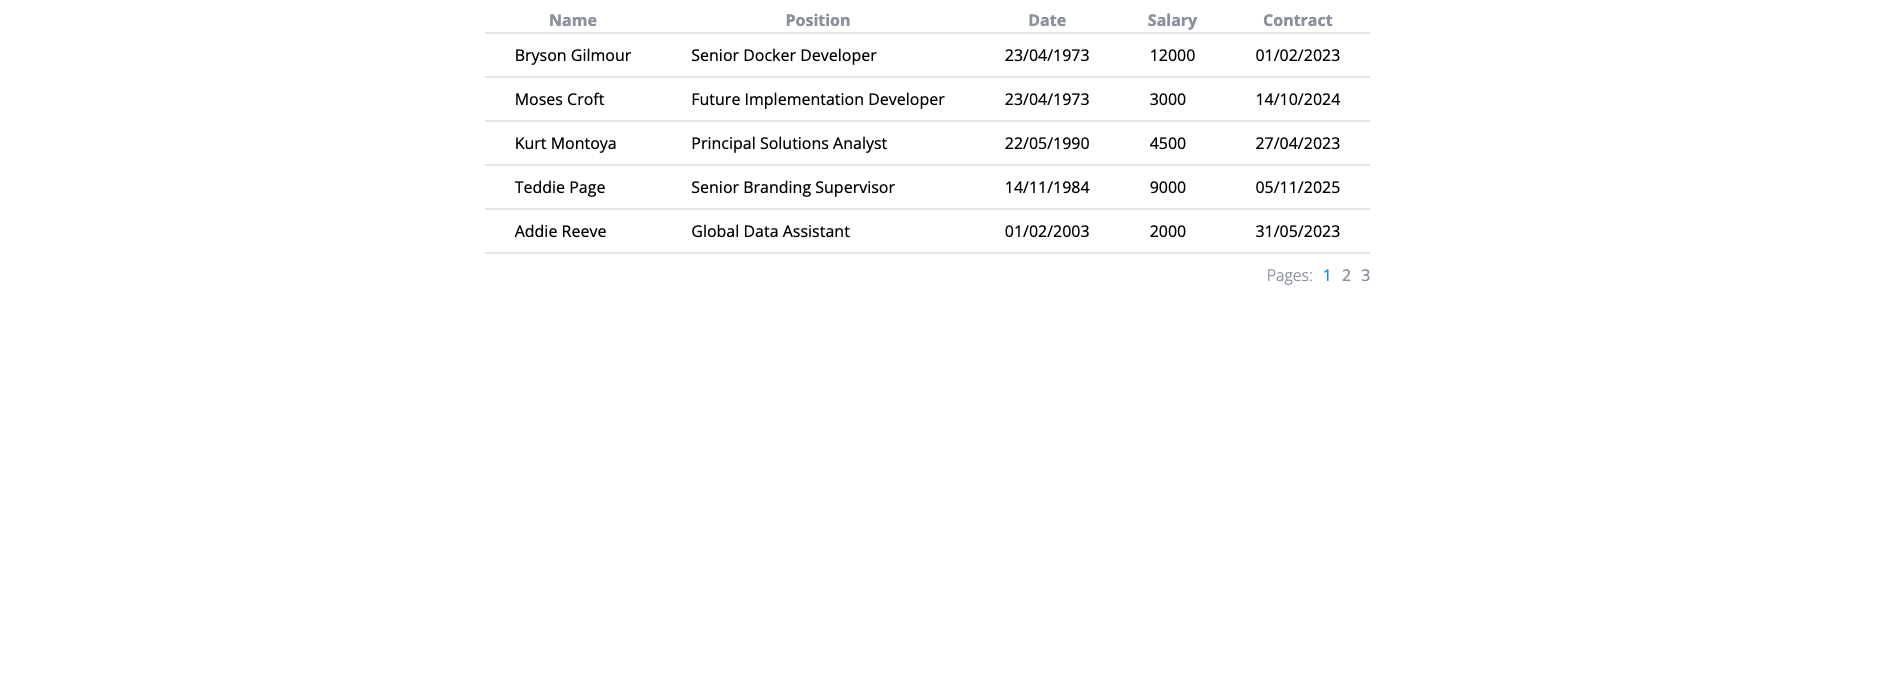 Name Position Date Salary Contract
Bryson Gilmour Senior Docker Developer 23/04/1973 12000 01/02/2023
Moses Croft Future Implementation Developer 23/04/1973 3000 14/10/2024
Kurt Montoya Principal Solutions Analyst 22/05/1990 4500 27/04/2023
Teddie Page Senior Branding Supervisor 14/11/1984 9000 05/11/2025
Addie Reeve Global Data Assistant 01/02/2003 2000 31/05/2023
Pages: 1 2 3